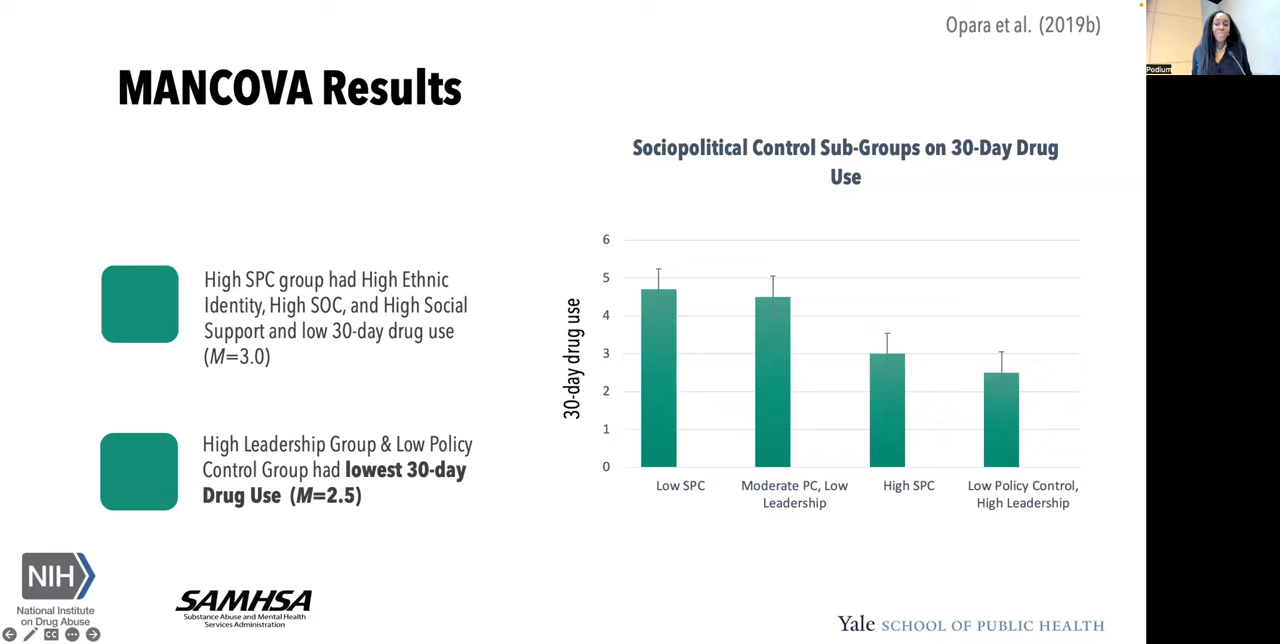 Opara et al. (2019b)
Podium
MANCOVA Results
High SPC group had High Ethnic
Identity, High SOC, and High Social
Support and low 30-day drug use
(M=3.0)
High Leadership Group & Low Policy
Control Group had lowest 30-day
Drug Use (M=2.5)
Sociopolitical Control Sub-Groups on 30-Day Drug
Use
30-day drug use
6
5
4
3
2
1
0
Low SPC
Moderate PC, Low
Leadership
High SPC
Low Policy Control,
High Leadership
NIH
National Institute
on Drug Abuse
SAMHSA
Substance Abuse and Mental Health
Services Administration
Yale SCHOOL OF PUBLIC HEALTH
CC